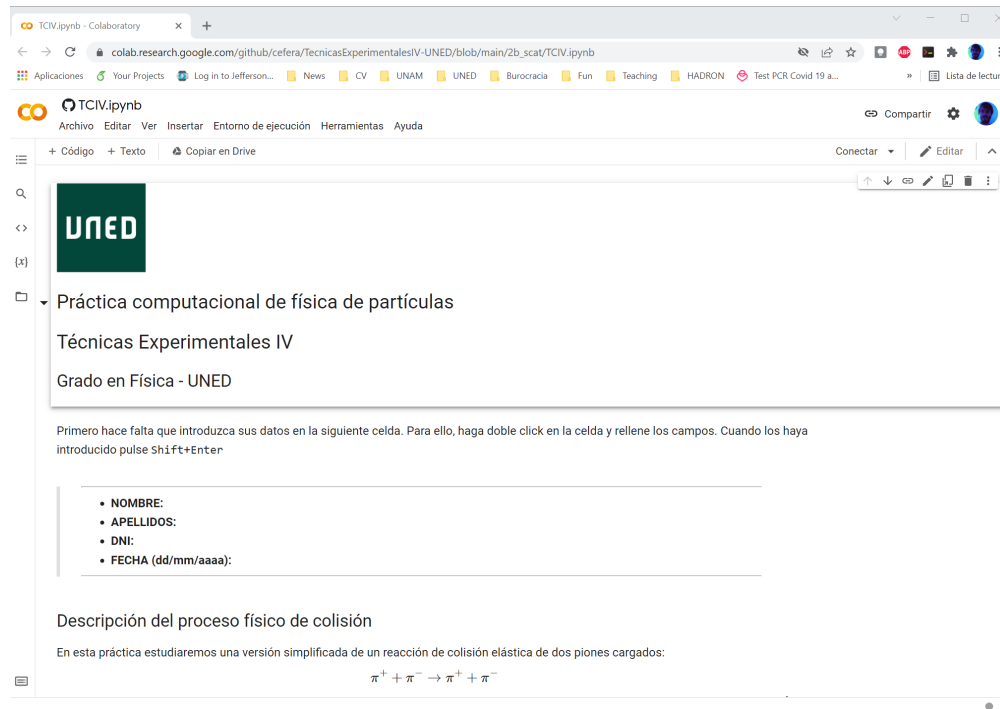 TCIV.ipynb - Colaboratory
colab.research.google.com/github/cefera/TecnicasExperimentalesIV-UNED/blob/main/2b_scat/TCIV.ipynb
ABP
Aplicaciones Your Projects Log in to Jefferson... News CV UNAM UNED Burocracia Fun Teaching HADRON Test PCR Covid 19 a... » Lista de lectur
CO TCIV.ipynb
Archivo Editar Ver Insertar Entorno de ejecución Herramientas Ayuda
Compartir
+ Código + Texto Copiar en Drive
Conectar Editar
{x}
UNED
Práctica computacional de física de partículas
Técnicas Experimentales IV
Grado en Física - UNED
Primero hace falta que introduzca sus datos en la siguiente celda. Para ello, haga doble click en la celda y rellene los campos. Cuando los haya
introducido pulse Shift+Enter
• NOMBRE:
• APELLIDOS:
• DNI:
• FECHA (dd/mm/aaaa):
Descripción del proceso físico de colisión
En esta práctica estudiaremos una versión simplificada de un reacción de colisión elástica de dos piones cargados:
π⁺ + π⁻ → π⁺ + π⁻